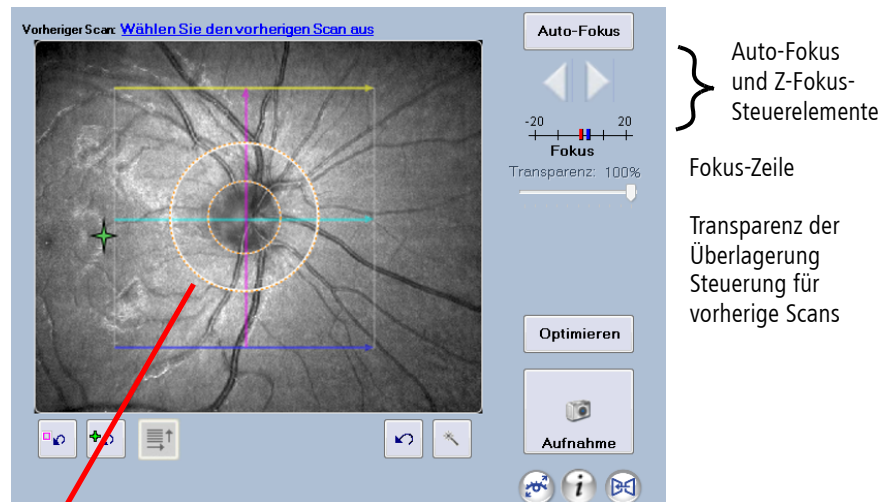 Vorheriger Scan: Wählen Sie den vorherigen Scan aus
Auto-Fokus
-20 20
Fokus
Transparenz: 100%
Optimieren
Aufnahme
i
Auto-Fokus
und Z-Fokus-
Steuerelemente
Fokus-Zeile
Transparenz der
Überlagerung
Steuerung für
vorherige Scans